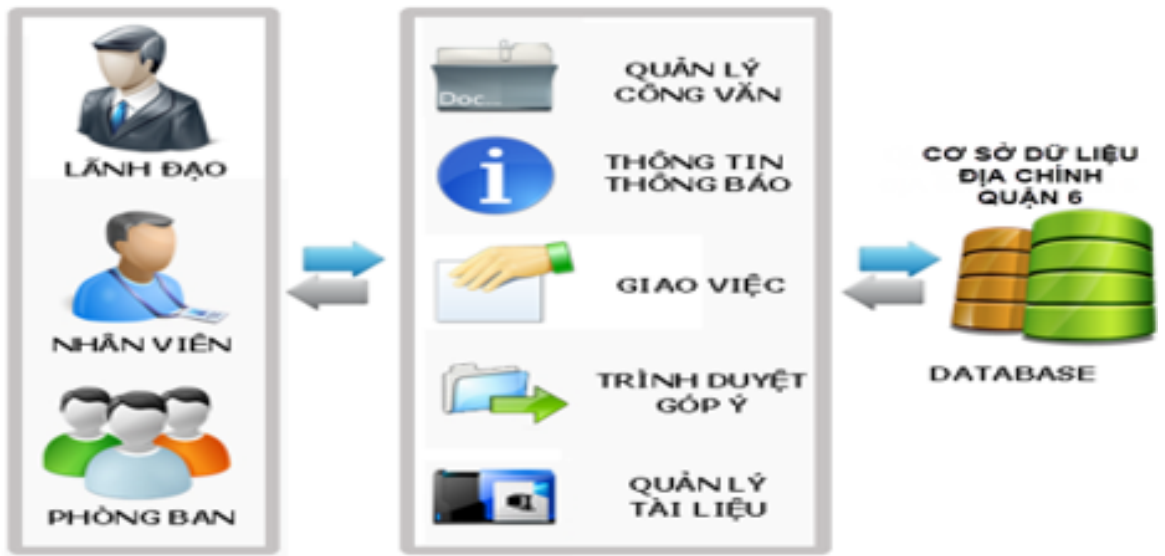 LÃNH ĐẠO
NHÂN VIÊN
PHÒNG BAN
Doc...
QUẢN LÝ
CÔNG VĂN
THÔNG TIN
THÔNG BÁO
GIAO VIỆC
TRÌNH DUYỆT
GÓP Ý
QUẢN LÝ
TÀI LIỆU
CƠ SỞ DỮ LIỆU
ĐỊA CHÍNH
QUẬN 6
DATABASE